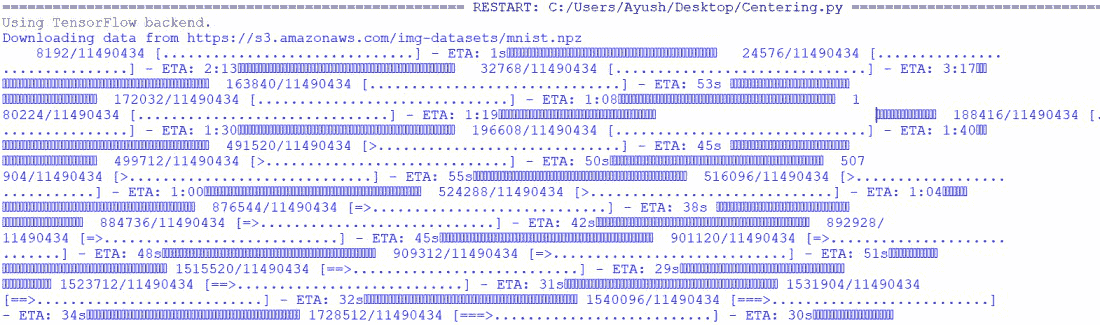 ================================================= RESTART: C:/Users/Ayush/Desktop/Centering.py ==========================
Using TensorFlow backend.
Downloading data from https://s3.amazonaws.com/img-datasets/mnist.npz
8192/11490434 [..............................] - ETA: 1s 24576/11490434 [...............
................] - ETA: 2:13 32768/11490434 [..............................] - ETA: 3:17
163840/11490434 [..............................] - ETA: 53s
172032/11490434 [..............................] - ETA: 1:08 1
80224/11490434 [..............................] - ETA: 1:19 188416/11490434 [.
...............] - ETA: 1:30 196608/11490434 [..............................] - ETA: 1:40
491520/11490434 [>.............................] - ETA: 45s
499712/11490434 [>.............................] - ETA: 50s 507
904/11490434 [>.............................] - ETA: 55s 516096/11490434 [>.................
...........] - ETA: 1:00 524288/11490434 [>.............................] - ETA: 1:04
876544/11490434 [=>............................] - ETA: 38s
884736/11490434 [=>............................] - ETA: 42s 892928/
11490434 [=>............................] - ETA: 45s 901120/11490434 [=>.....................
.......] - ETA: 48s 909312/11490434 [=>............................] - ETA: 51s
1515520/11490434 [==>...........................] - ETA: 29s
1523712/11490434 [==>...........................] - ETA: 31s 1531904/11490434
[==>...........................] - ETA: 32s 1540096/11490434 [===>..........................]
- ETA: 34s 1728512/11490434 [===>..........................] - ETA: 30s